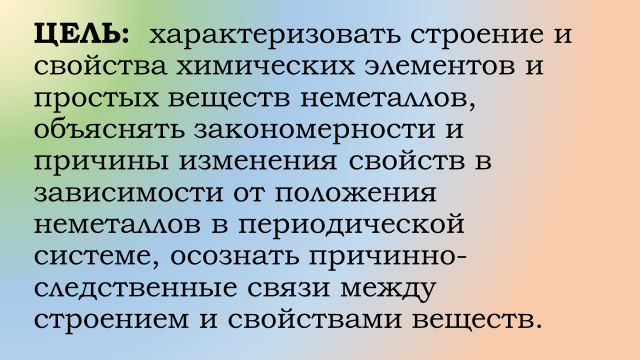 ЦЕЛЬ: характеризовать строение и
свойства химических элементов и
простых веществ неметаллов,
объяснять закономерности и
причины изменения свойств в
зависимости от положения
неметаллов в периодической
системе, осознать причинно-
следственные связи между
строением и свойствами веществ.